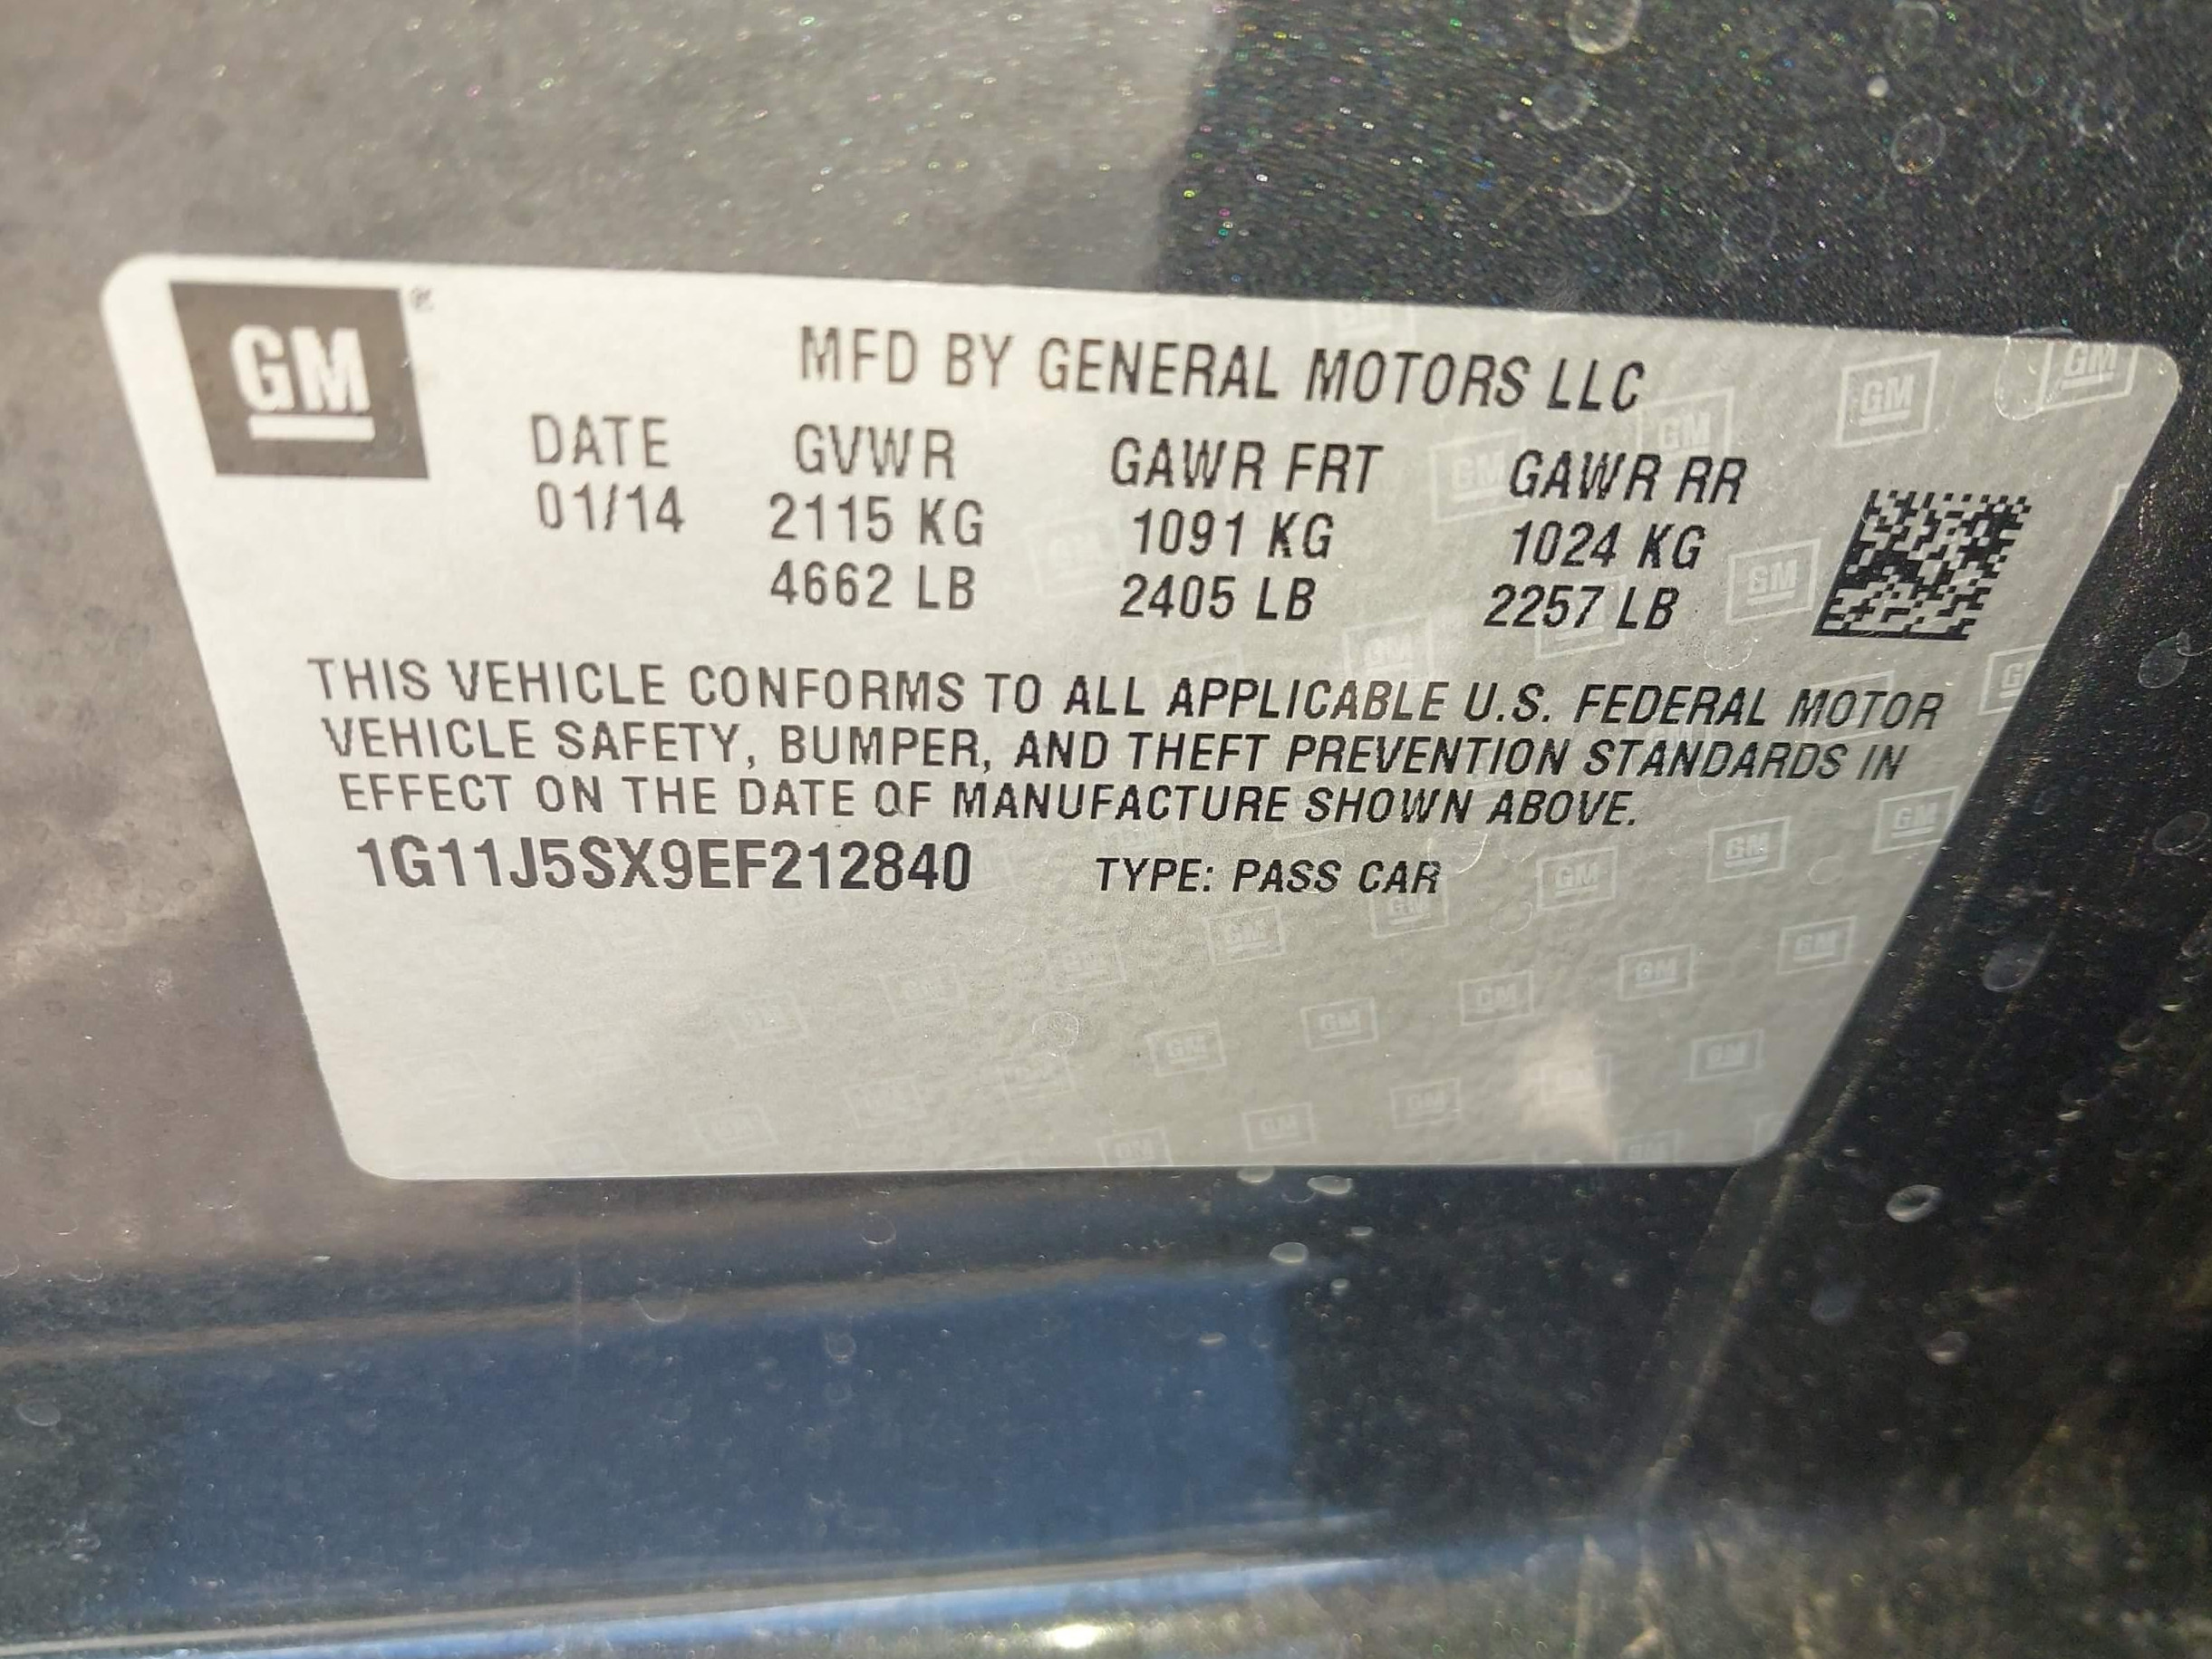 GM ®
MFD BY GENERAL MOTORS LLC
DATE GVWR GAWR FRT GAWR RR
01/14 2115 KG 1091 KG 1024 KG
4662 LB 2405 LB 2257 LB
THIS VEHICLE CONFORMS TO ALL APPLICABLE U.S. FEDERAL MOTOR
VEHICLE SAFETY, BUMPER, AND THEFT PREVENTION STANDARDS IN
EFFECT ON THE DATE OF MANUFACTURE SHOWN ABOVE.
1G11J5SX9EF212840 TYPE: PASS CAR